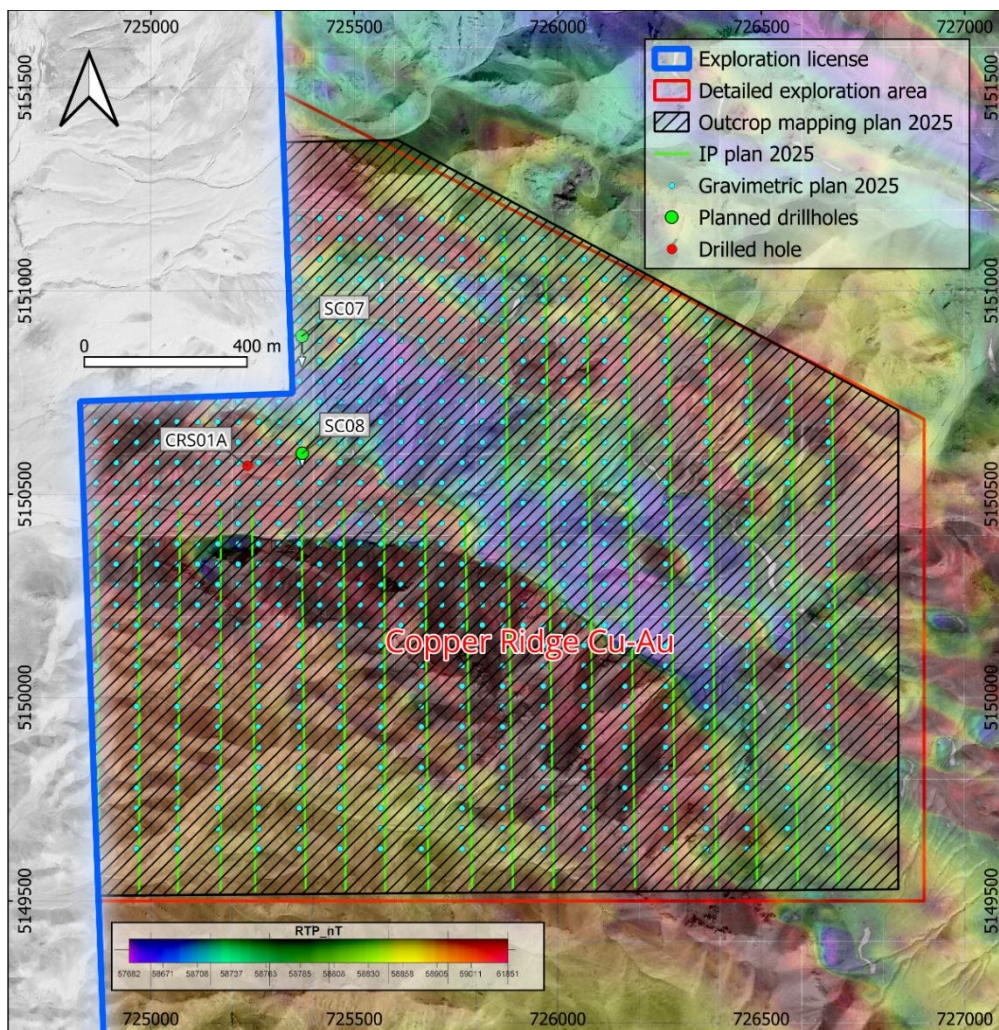 725000
725500
726000
726500
727000
5151500
5151500
Exploration license
Detailed exploration area
Outcrop mapping plan 2025
IP plan 2025
Gravimetric plan 2025
Planned drillholes
Drilled hole
5151000
5151000
SC07
0
400 m
SC08
CRS01A
5150500
5150500
Copper Ridge Cu-Au
5150000
5150000
5149500
5149500
RTP_nT
57682 58671 58708 58737 58763 58785 58808 58830 58858 58905 59011 61851
725000
725500
726000
726500
727000